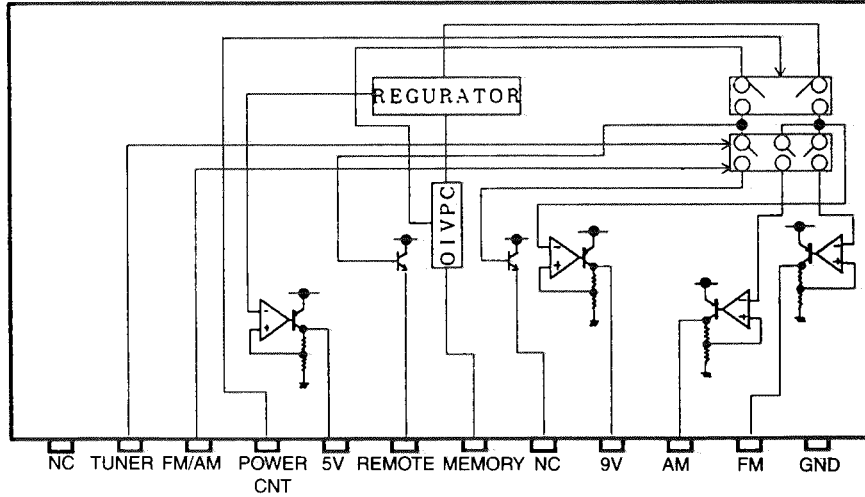 REGURATOR
OIVPC
- +
- +
- +
- +
NC TUNER FM/AM POWER CNT 5V REMOTE MEMORY NC 9V AM FM GND